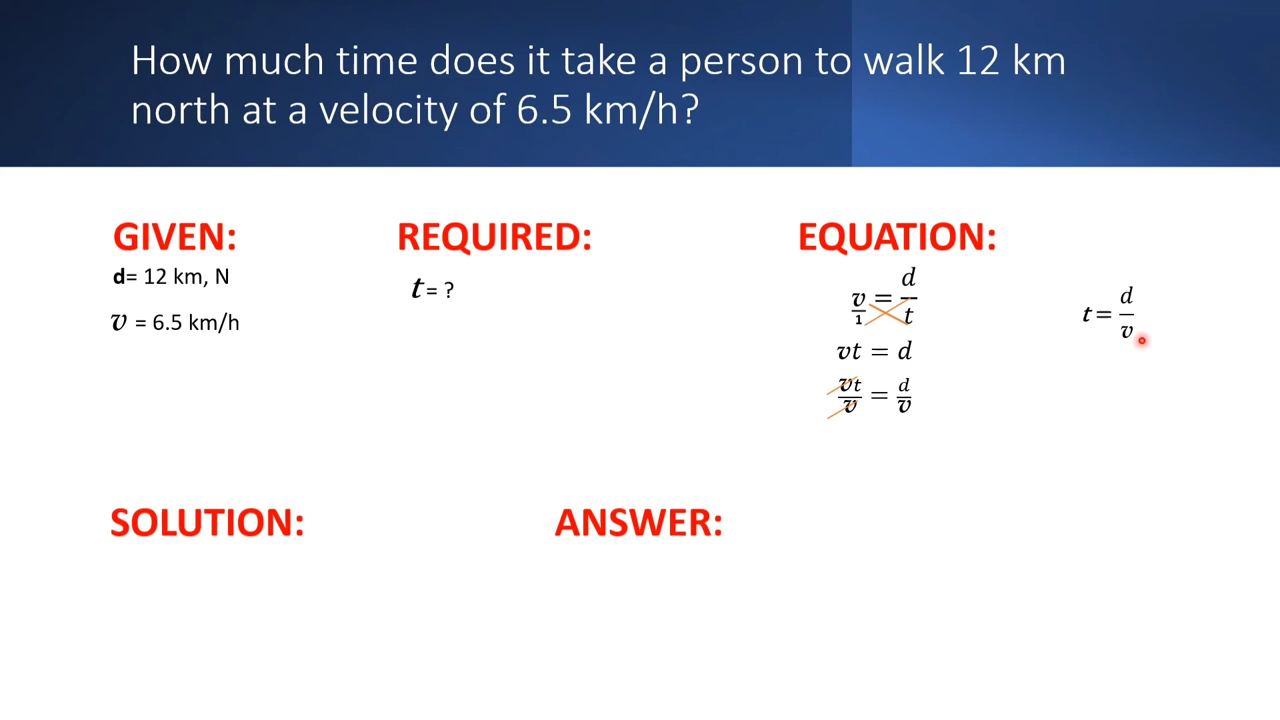 How much time does it take a person to walk 12 km
north at a velocity of 6.5 km/h?
GIVEN:
d= 12 km, N
v = 6.5 km/h
REQUIRED:
t = ?
EQUATION:
v/1 = d/t
vt = d
vt/v = d/v
t = d/v
SOLUTION:
ANSWER: